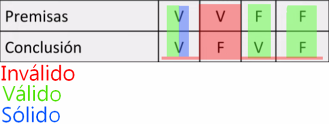 Premisas V V F F
Conclusión V F V F
Inválido
Válido
Sólido